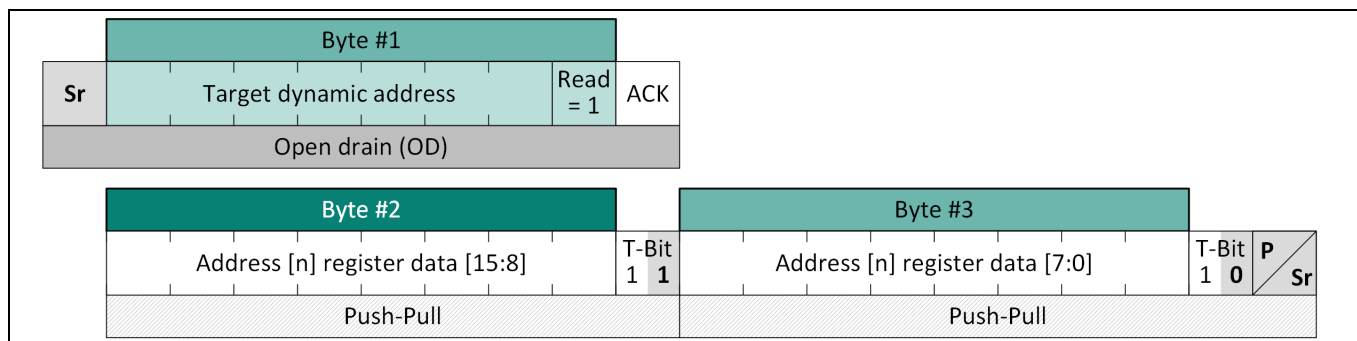 Byte #1
Sr
Target dynamic address
Read
= 1
ACK
Open drain (OD)
Byte #2
Byte #3
Address [n] register data [15:8]
T-Bit
1 1
Address [n] register data [7:0]
T-Bit
1 0
P
Sr
Push-Pull
Push-Pull